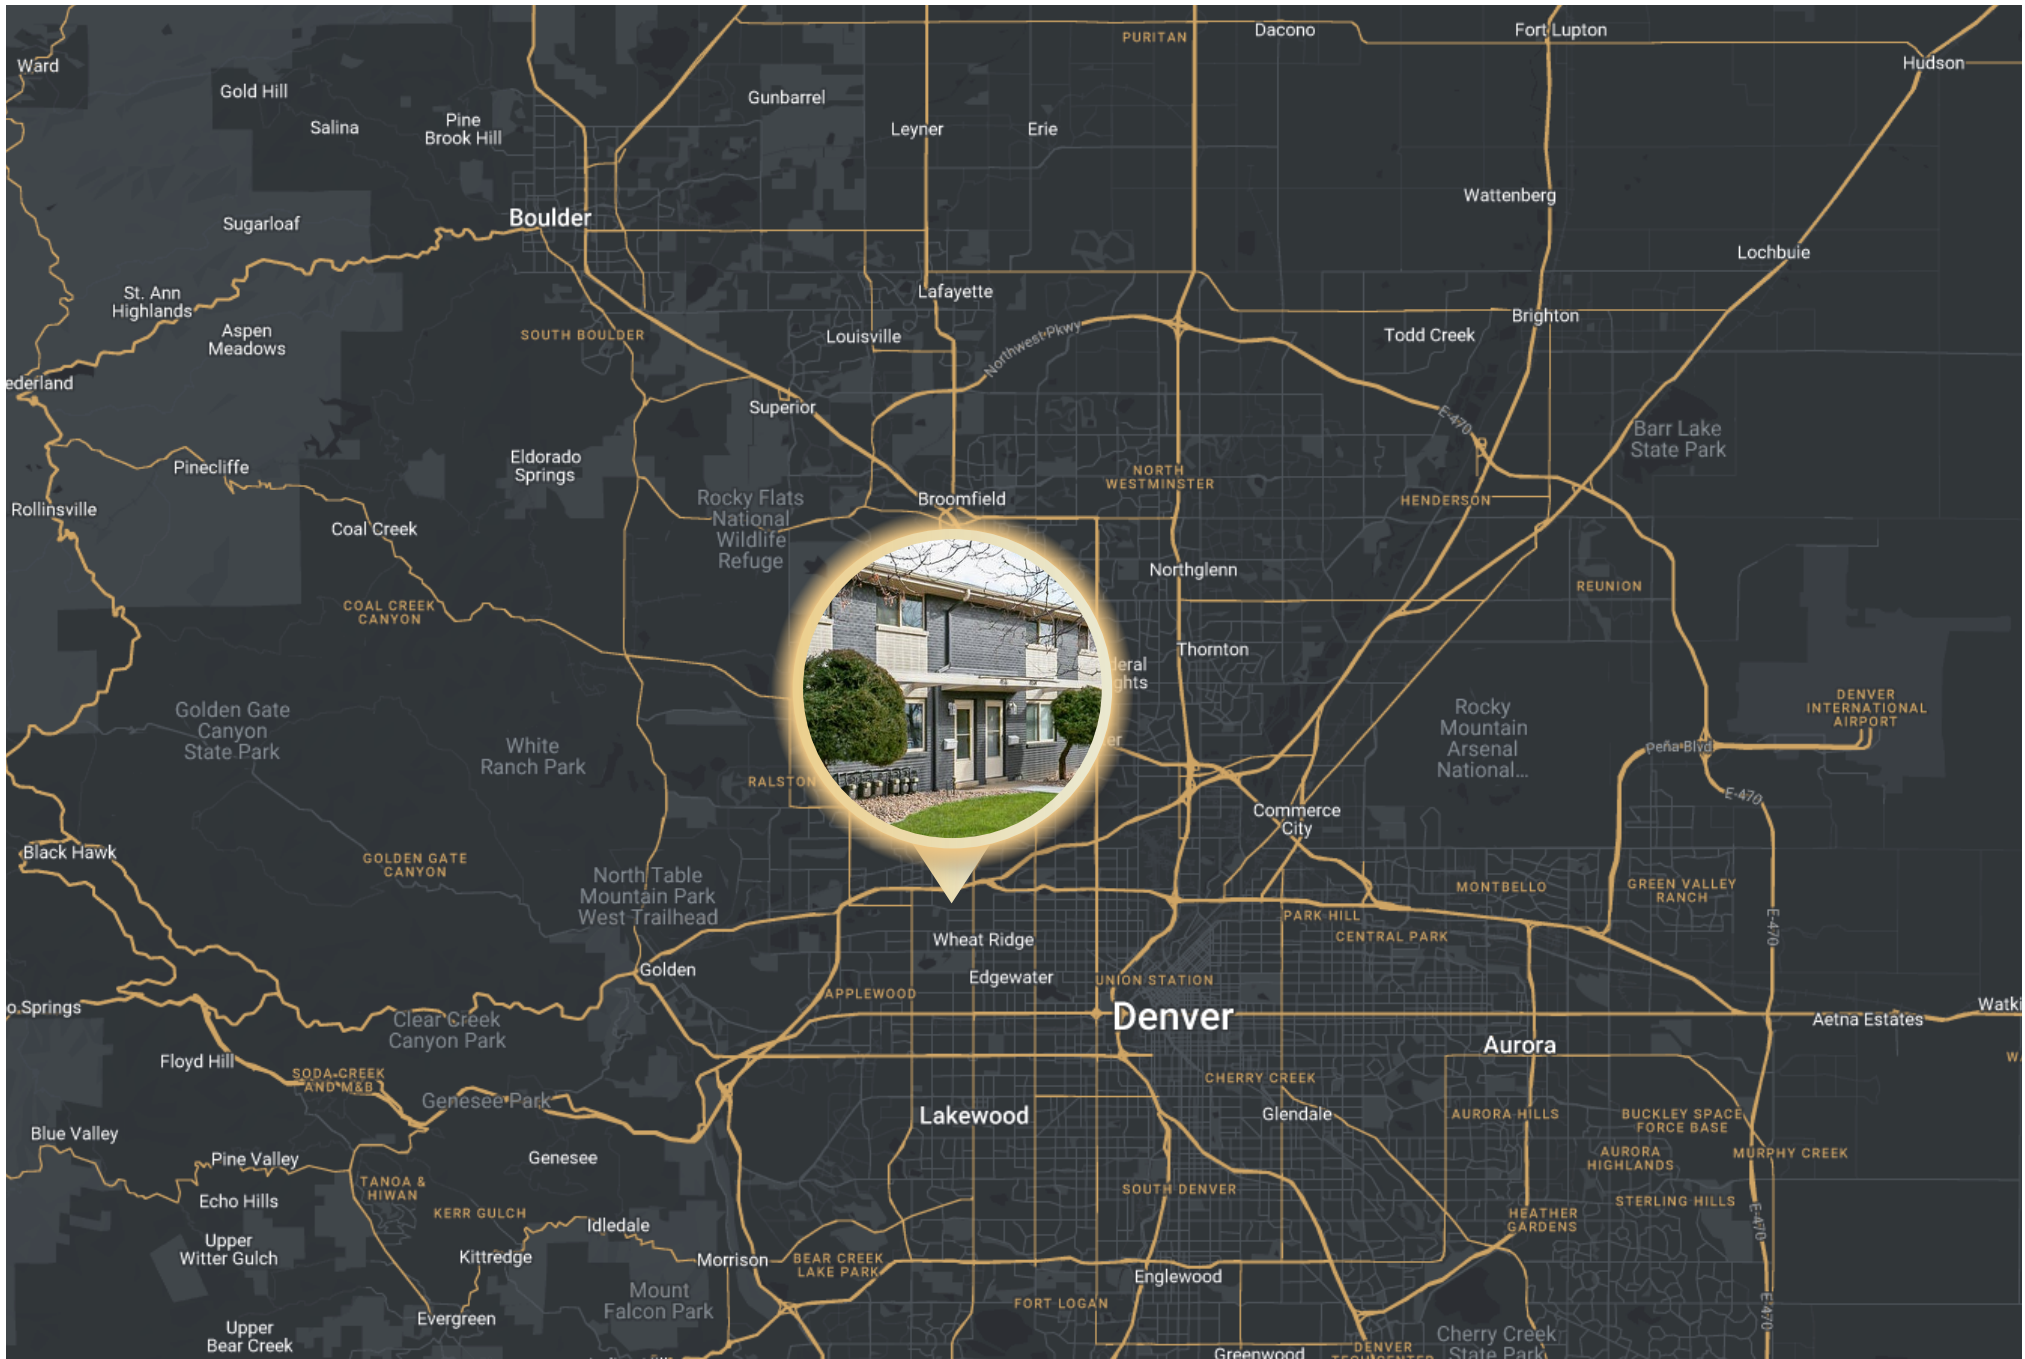 PURITAN
Dacono
Fort Lupton
Hudson
Ward
Gold Hill
Salina
Pine
Brook Hill
Gunbarrel
Leyner
Erie
Wattenberg
Boulder
Sugarloaf
Lochbuie
St. Ann
Highlands
Aspen
Meadows
SOUTH BOULDER
Lafayette
Louisville
Northwest Pkwy
Todd Creek
Brighton
ederland
Superior
E-470
Barr Lake
State Park
Pinecliffe
Eldorado
Springs
NORTH
WESTMINSTER
HENDERSON
Rollinsville
Coal Creek
Rocky Flats
National
Wildlife
Refuge
Broomfield
Northglenn
REUNION
COAL CREEK
CANYON
Thornton
deral
ghts
Golden Gate
Canyon
State Park
White
Ranch Park
Rocky
Mountain
Arsenal
National...
DENVER
INTERNATIONAL
AIRPORT
er
Peña Blvd
RALSTON
E-470
Commerce
City
Black Hawk
GOLDEN GATE
CANYON
North Table
Mountain Park
West Trailhead
MONTBELLO
GREEN VALLEY
RANCH
PARK HILL
CENTRAL PARK
E-470
Wheat Ridge
Golden
Edgewater
UNION STATION
APPLEWOOD
o Springs
Clear Creek
Canyon Park
Denver
Aetna Estates
Watki
Floyd Hill
Aurora
W
SODA CREEK
AND M&B
Genesee Park
CHERRY CREEK
Lakewood
Glendale
AURORA HILLS
BUCKLEY SPACE
FORCE BASE
Blue Valley
Pine Valley
Genesee
AURORA
HIGHLANDS
MURPHY CREEK
TANOA &
HIWAN
Echo Hills
SOUTH DENVER
STERLING HILLS
KERR GULCH
Idledale
HEATHER
GARDENS
E-470
Upper
Witter Gulch
Kittredge
Morrison
BEAR CREEK
LAKE PARK
Englewood
Mount
Falcon Park
FORT LOGAN
E-470
Evergreen
Upper
Bear Creek
Cherry Creek
State Park
DENVER
TECH CENTER
Greenwood